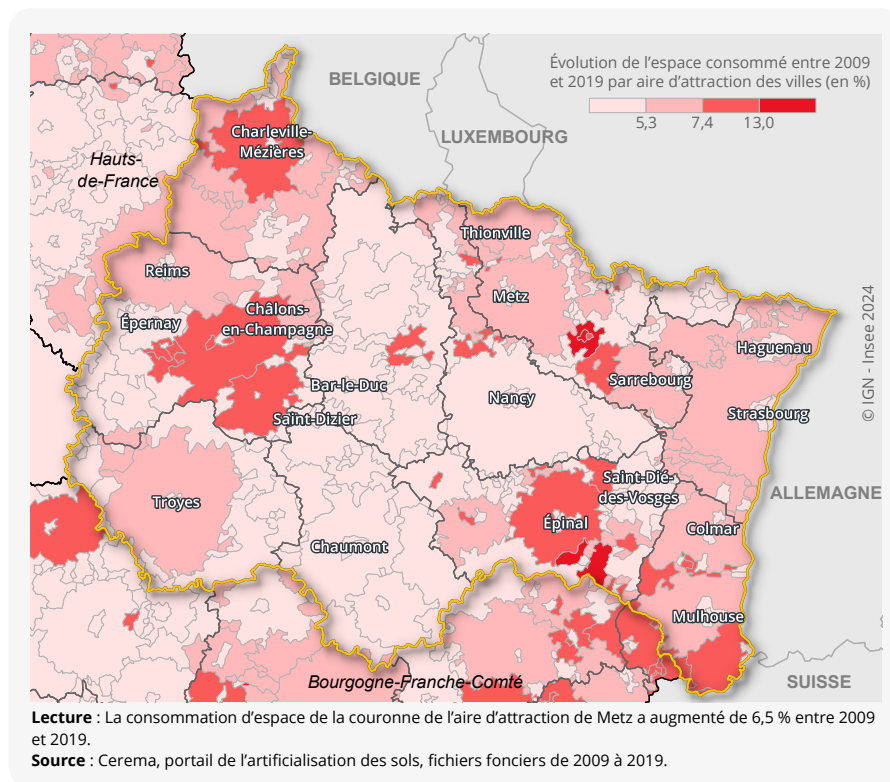 Évolution de l'espace consommé entre 2009
et 2019 par aire d'attraction des villes (en %)
5,3 7,4 13,0
BELGIQUE
LUXEMBOURG
Hauts-
de-France
Charleville-
Mézières
Thionville
Reims
Metz
Épernay
Châlons-
en-Champagne
Haguenau
Bar-le-Duc
Sarrebourg
Nancy
Saint-Dizier
Strasbourg
Saint-Dié-
des-Vosges
ALLEMAGNE
Troyes
Épinal
Colmar
Chaumont
Mulhouse
Bourgogne-Franche-Comté
SUISSE
© IGN - Insee 2024
Lecture : La consommation d'espace de la couronne de l'aire d'attraction de Metz a augmenté de 6,5 % entre 2009
et 2019.
Source : Cerema, portail de l'artificialisation des sols, fichiers fonciers de 2009 à 2019.